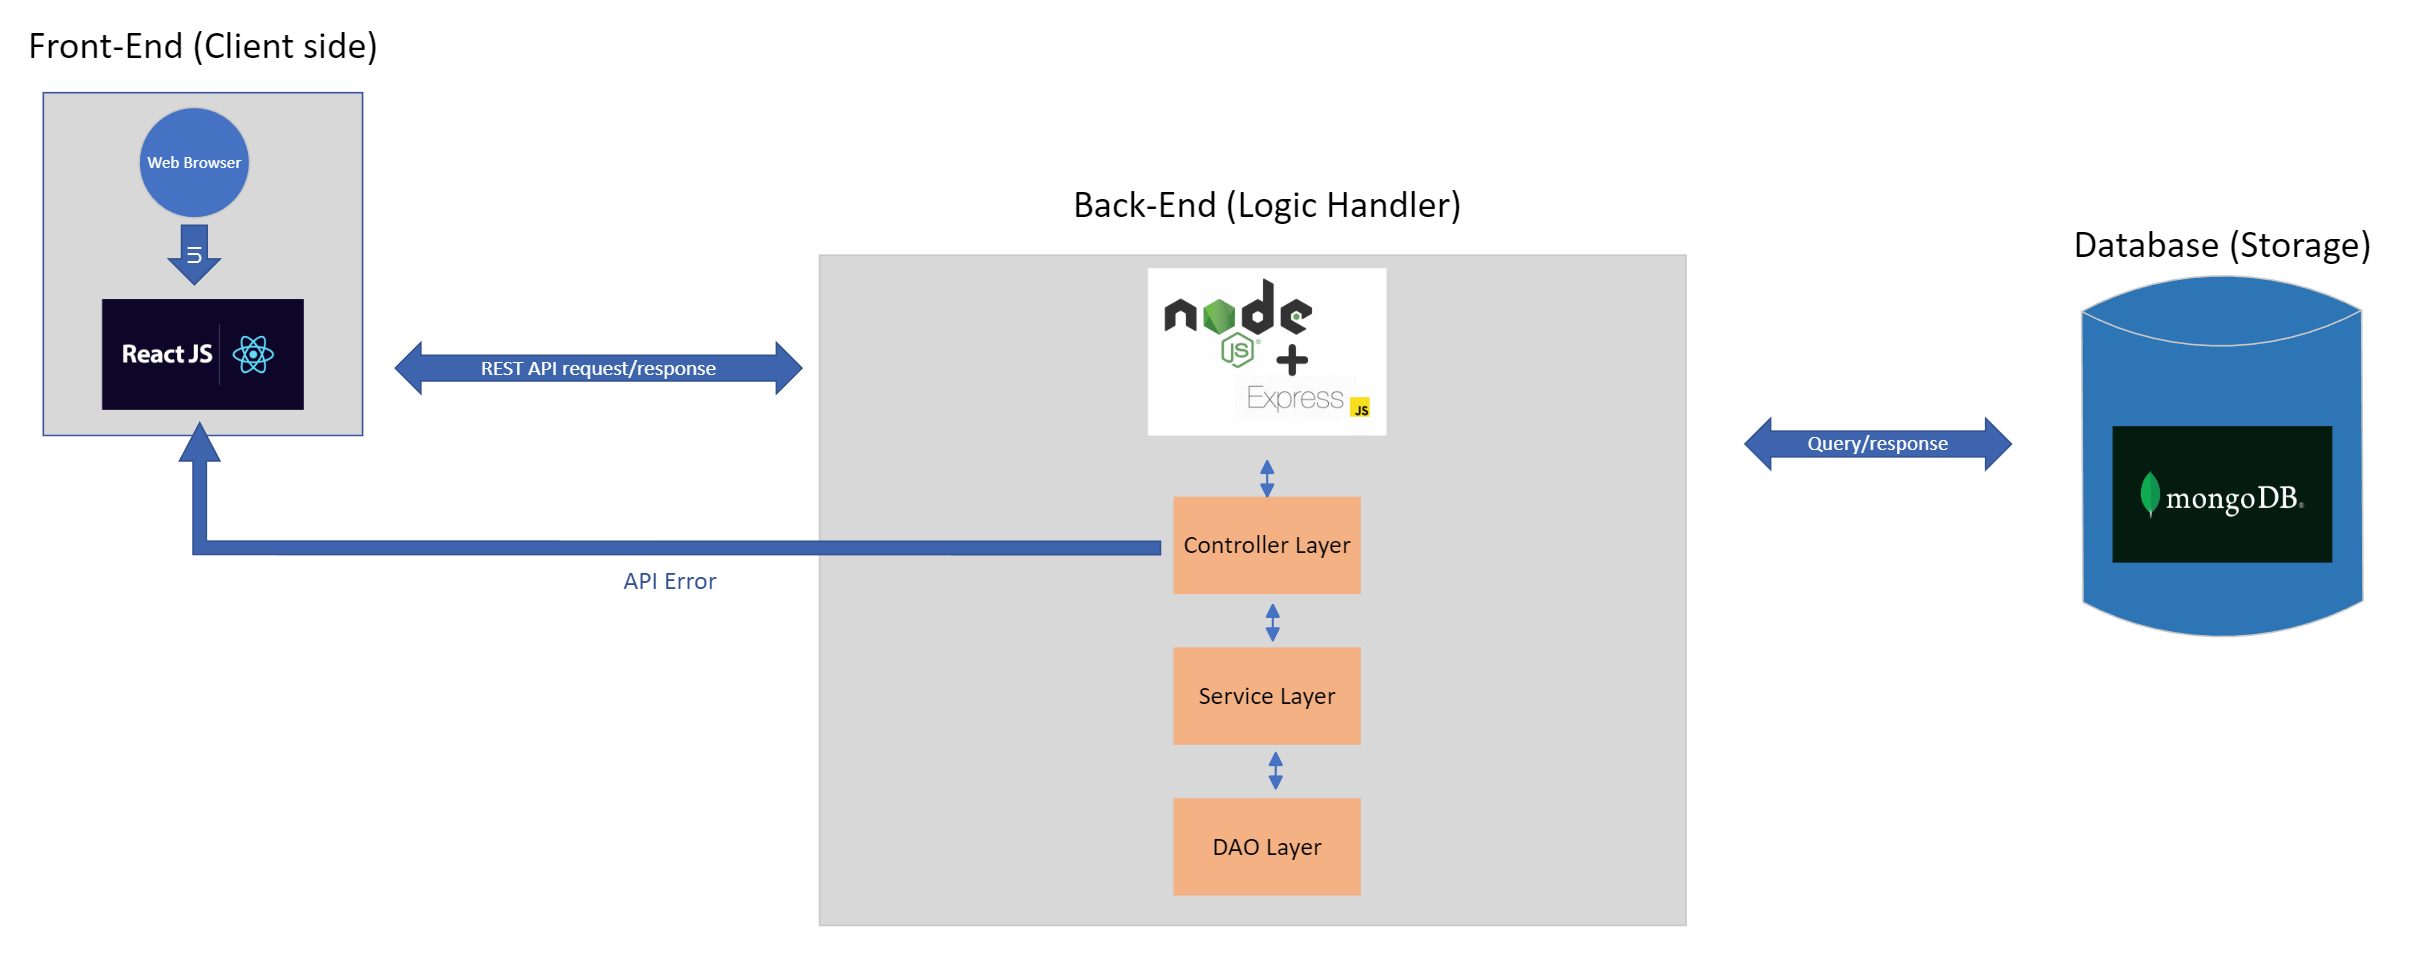 Front-End (Client side)
Web Browser
UI
React JS
REST API request/response
API Error
Back-End (Logic Handler)
node
JS
+
Express
JS
Controller Layer
Service Layer
DAO Layer
Query/response
Database (Storage)
mongoDB®